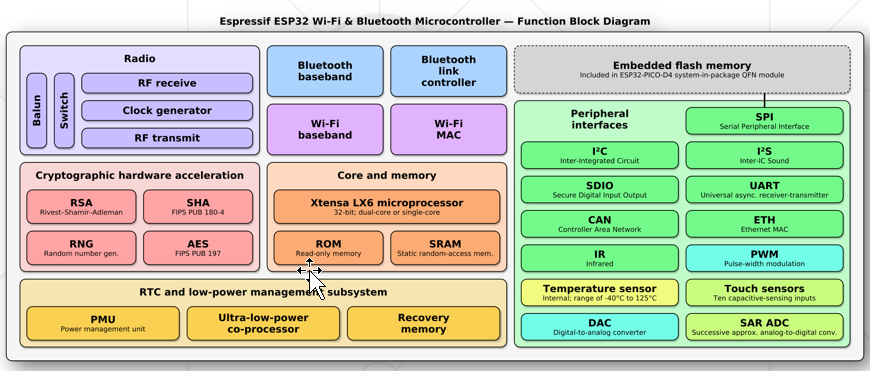 Espressif ESP32 Wi-Fi & Bluetooth Microcontroller — Function Block Diagram
Radio
Balun
Switch
RF receive
Clock generator
RF transmit
Bluetooth
baseband
Bluetooth
link
controller
Wi-Fi
baseband
Wi-Fi
MAC
Embedded flash memory
Included in ESP32-PICO-D4 system-in-package QFN module
Cryptographic hardware acceleration
RSA
Rivest-Shamir-Adleman
SHA
FIPS PUB 180-4
RNG
Random number gen.
AES
FIPS PUB 197
Core and memory
Xtensa LX6 microprocessor
32-bit; dual-core or single-core
ROM
Read-only memory
SRAM
Static random-access mem.
RTC and low-power management subsystem
PMU
Power management unit
Ultra-low-power
co-processor
Recovery
memory
Peripheral
interfaces
SPI
Serial Peripheral Interface
I²C
Inter-Integrated Circuit
I²S
Inter-IC Sound
SDIO
Secure Digital Input Output
UART
Universal async. receiver-transmitter
CAN
Controller Area Network
ETH
Ethernet MAC
IR
Infrared
PWM
Pulse-width modulation
Temperature sensor
Internal; range of -40°C to 125°C
Touch sensors
Ten capacitive-sensing inputs
DAC
Digital-to-analog converter
SAR ADC
Successive approx. analog-to-digital conv.